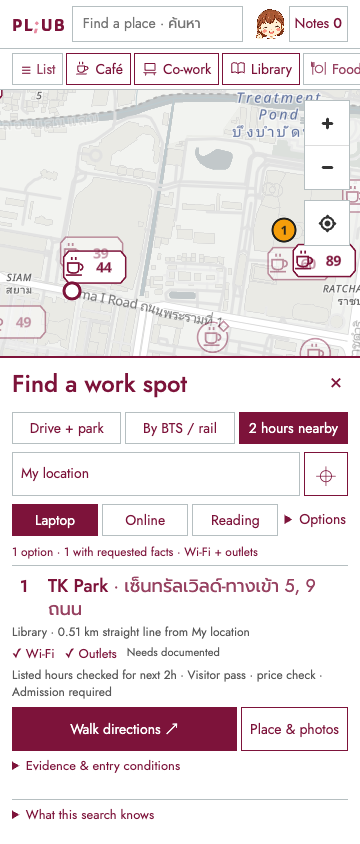 PL;UB
Find a place · ค้นหา
Notes 0
List
Café
Co-work
Library
Food
5
Treatment
Pond
+
−
1
39
44
89
SIAM
สยาม
ma I Road ถนนพระรามที่ 1
49
Find a work spot
×
Drive + park
By BTS / rail
2 hours nearby
My location
Laptop
Online
Reading
▶ Options
1 option · 1 with requested facts · Wi-Fi + outlets
1 TK Park · เซ็นทรัลเวิลด์-ทางเข้า 5, 9
ถนน
Library · 0.51 km straight line from My location
✓ Wi-Fi ✓ Outlets Needs documented
Listed hours checked for next 2h · Visitor pass · price check ·
Admission required
Walk directions ↗
Place & photos
▶ Evidence & entry conditions
▶ What this search knows